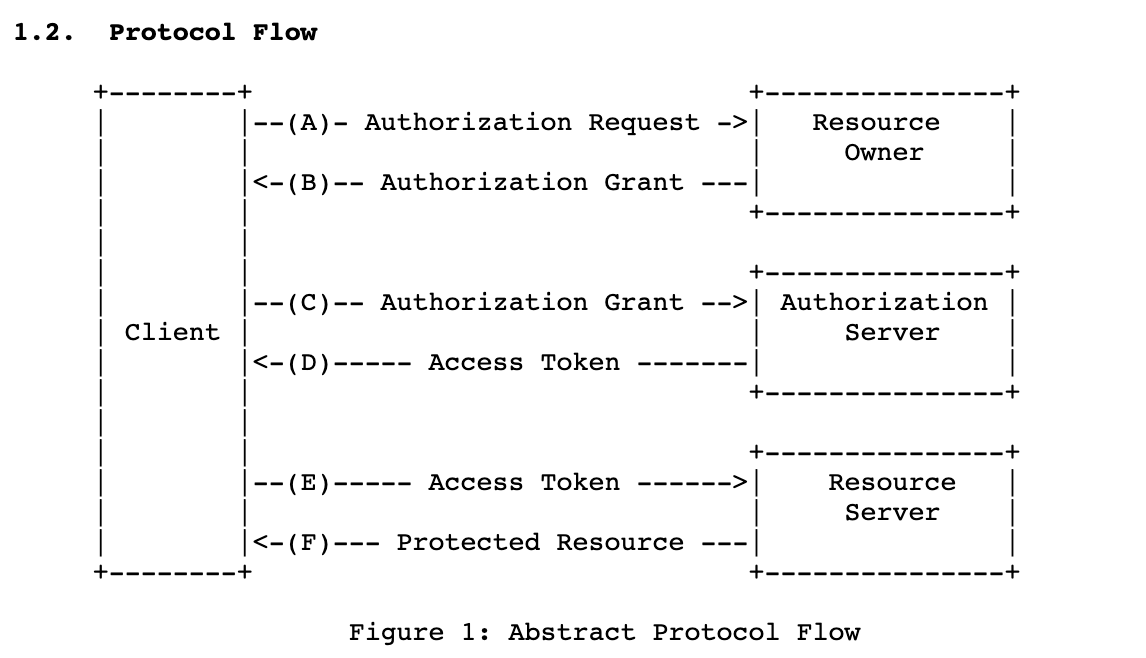 1.2.  Protocol Flow
+--------+                               +---------------+
|        |--(A)- Authorization Request ->|   Resource    |
|        |                               |     Owner     |
|        |<-(B)-- Authorization Grant ---|               |
|        |                               +---------------+
|        |
|        |                               +---------------+
|        |--(C)-- Authorization Grant -->| Authorization |
| Client |                               |     Server    |
|        |<-(D)----- Access Token -------|               |
|        |                               +---------------+
|        |
|        |                               +---------------+
|        |--(E)----- Access Token ------>|    Resource   |
|        |                               |     Server    |
|        |<-(F)--- Protected Resource ---|               |
+--------+                               +---------------+
Figure 1: Abstract Protocol Flow